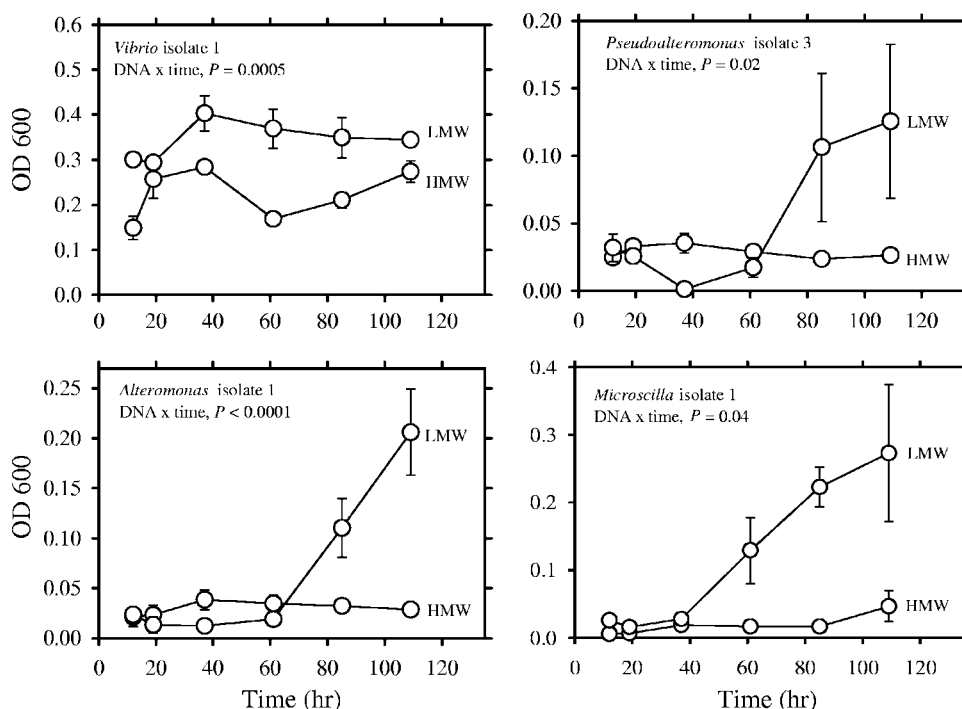 Vibrio isolate 1
DNA x time, P = 0.0005
OD 600
0.6
0.5
0.4
0.3
0.2
0.1
0.0
LMW
HMW
0 20 40 60 80 100 120
Pseudoalteromonas isolate 3
DNA x time, P = 0.02
0.20
0.15
0.10
0.05
0.00
LMW
HMW
0 20 40 60 80 100 120
Alteromonas isolate 1
DNA x time, P < 0.0001
OD 600
0.25
0.20
0.15
0.10
0.05
0.00
LMW
HMW
0 20 40 60 80 100 120
Time (hr)
Microscilla isolate 1
DNA x time, P = 0.04
0.4
0.3
0.2
0.1
0.0
LMW
HMW
0 20 40 60 80 100 120
Time (hr)